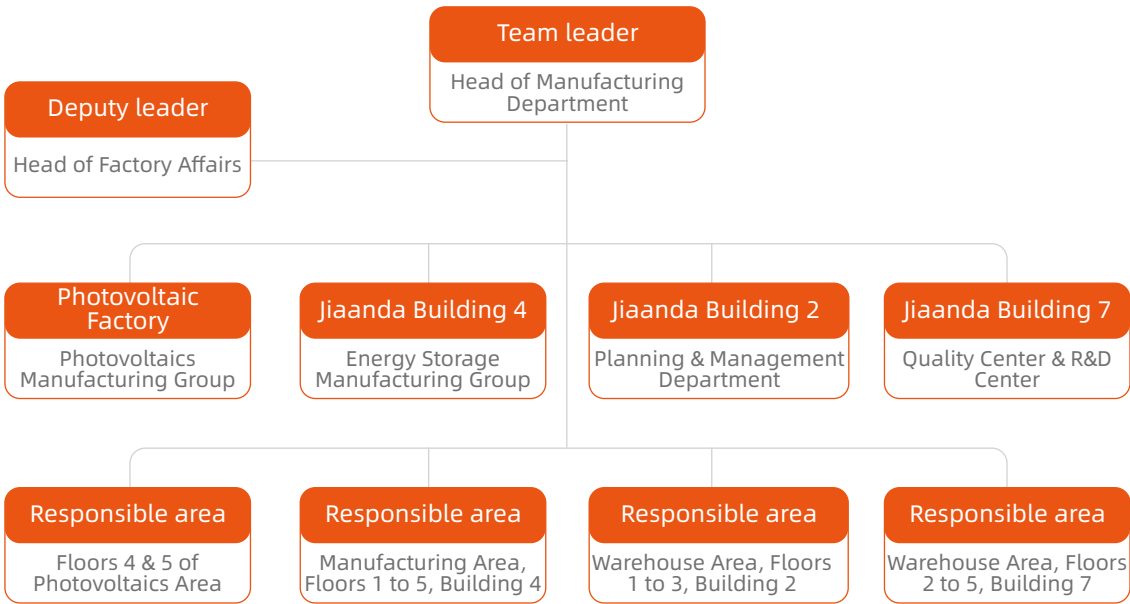 Team leader
Head of Manufacturing
Department
Deputy leader
Head of Factory Affairs
Photovoltaic
Factory
Photovoltaics
Manufacturing Group
Jiaanda Building 4
Energy Storage
Manufacturing Group
Jiaanda Building 2
Planning & Management
Department
Jiaanda Building 7
Quality Center & R&D
Center
Responsible area
Floors 4 & 5 of
Photovoltaics Area
Responsible area
Manufacturing Area,
Floors 1 to 5, Building 4
Responsible area
Warehouse Area, Floors
1 to 3, Building 2
Responsible area
Warehouse Area, Floors
2 to 5, Building 7